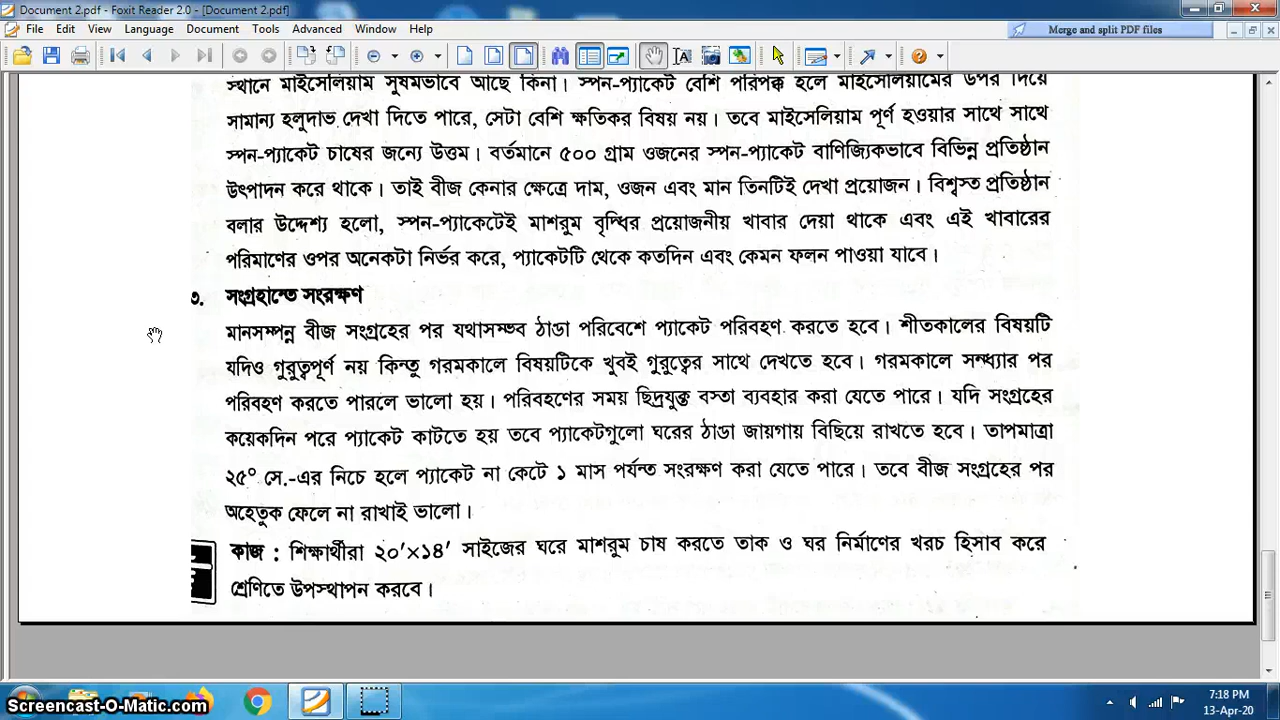 Document 2.pdf - Foxit Reader 2.0 - [Document 2.pdf]
File Edit View Language Document Tools Advanced Window Help
Merge and split PDF files
স্থানে মাইসেলিয়াম সুষমভাবে আছে কিনা। স্পন-প্যাকেট বেশি পরিপক্ক হলে মাইসেলিয়ামের উপর দিয়ে
সামান্য হলুদাভ দেখা দিতে পারে, সেটা বেশি ক্ষতিকর বিষয় নয়। তবে মাইসেলিয়াম পূর্ণ হওয়ার সাথে সাথে
স্পন-প্যাকেট চাষের জন্যে উত্তম। বর্তমানে ৫০০ গ্রাম ওজনের স্পন-প্যাকেট বাণিজ্যিকভাবে বিভিন্ন প্রতিষ্ঠান
উৎপাদন করে থাকে। তাই বীজ কেনার ক্ষেত্রে দাম, ওজন এবং মান তিনটিই দেখা প্রয়োজন। বিশ্বস্ত প্রতিষ্ঠান
বলার উদ্দেশ্য হলো, স্পন-প্যাকেটেই মাশরুম বৃদ্ধির প্রয়োজনীয় খাবার দেয়া থাকে এবং এই খাবারের
পরিমাণের ওপর অনেকটা নির্ভর করে, প্যাকেটটি থেকে কতদিন এবং কেমন ফলন পাওয়া যাবে।
৩. সংগ্রহান্তে সংরক্ষণ
মানসম্পন্ন বীজ সংগ্রহের পর যথাসম্ভব ঠান্ডা পরিবেশে প্যাকেট পরিবহণ করতে হবে। শীতকালের বিষয়টি
যদিও গুরুত্বপূর্ণ নয় কিন্তু গরমকালে বিষয়টিকে খুবই গুরুত্বের সাথে দেখতে হবে। গরমকালে সন্ধ্যার পর
পরিবহণ করতে পারলে ভালো হয়। পরিবহণের সময় ছিদ্রযুক্ত বস্তা ব্যবহার করা যেতে পারে। যদি সংগ্রহের
কয়েকদিন পরে প্যাকেট কাটতে হয় তবে প্যাকেটগুলো ঘরের ঠান্ডা জায়গায় বিছিয়ে রাখতে হবে। তাপমাত্রা
২৫° সে.-এর নিচে হলে প্যাকেট না কেটে ১ মাস পর্যন্ত সংরক্ষণ করা যেতে পারে। তবে বীজ সংগ্রহের পর
অহেতুক ফেলে না রাখাই ভালো।
কাজ : শিক্ষার্থীরা ২০′×১৪′ সাইজের ঘরে মাশরুম চাষ করতে তাক ও ঘর নির্মাণের খরচ হিসাব করে
শ্রেণিতে উপস্থাপন করবে।
Screencast-O-Matic.com
7:18 PM
13-Apr-20